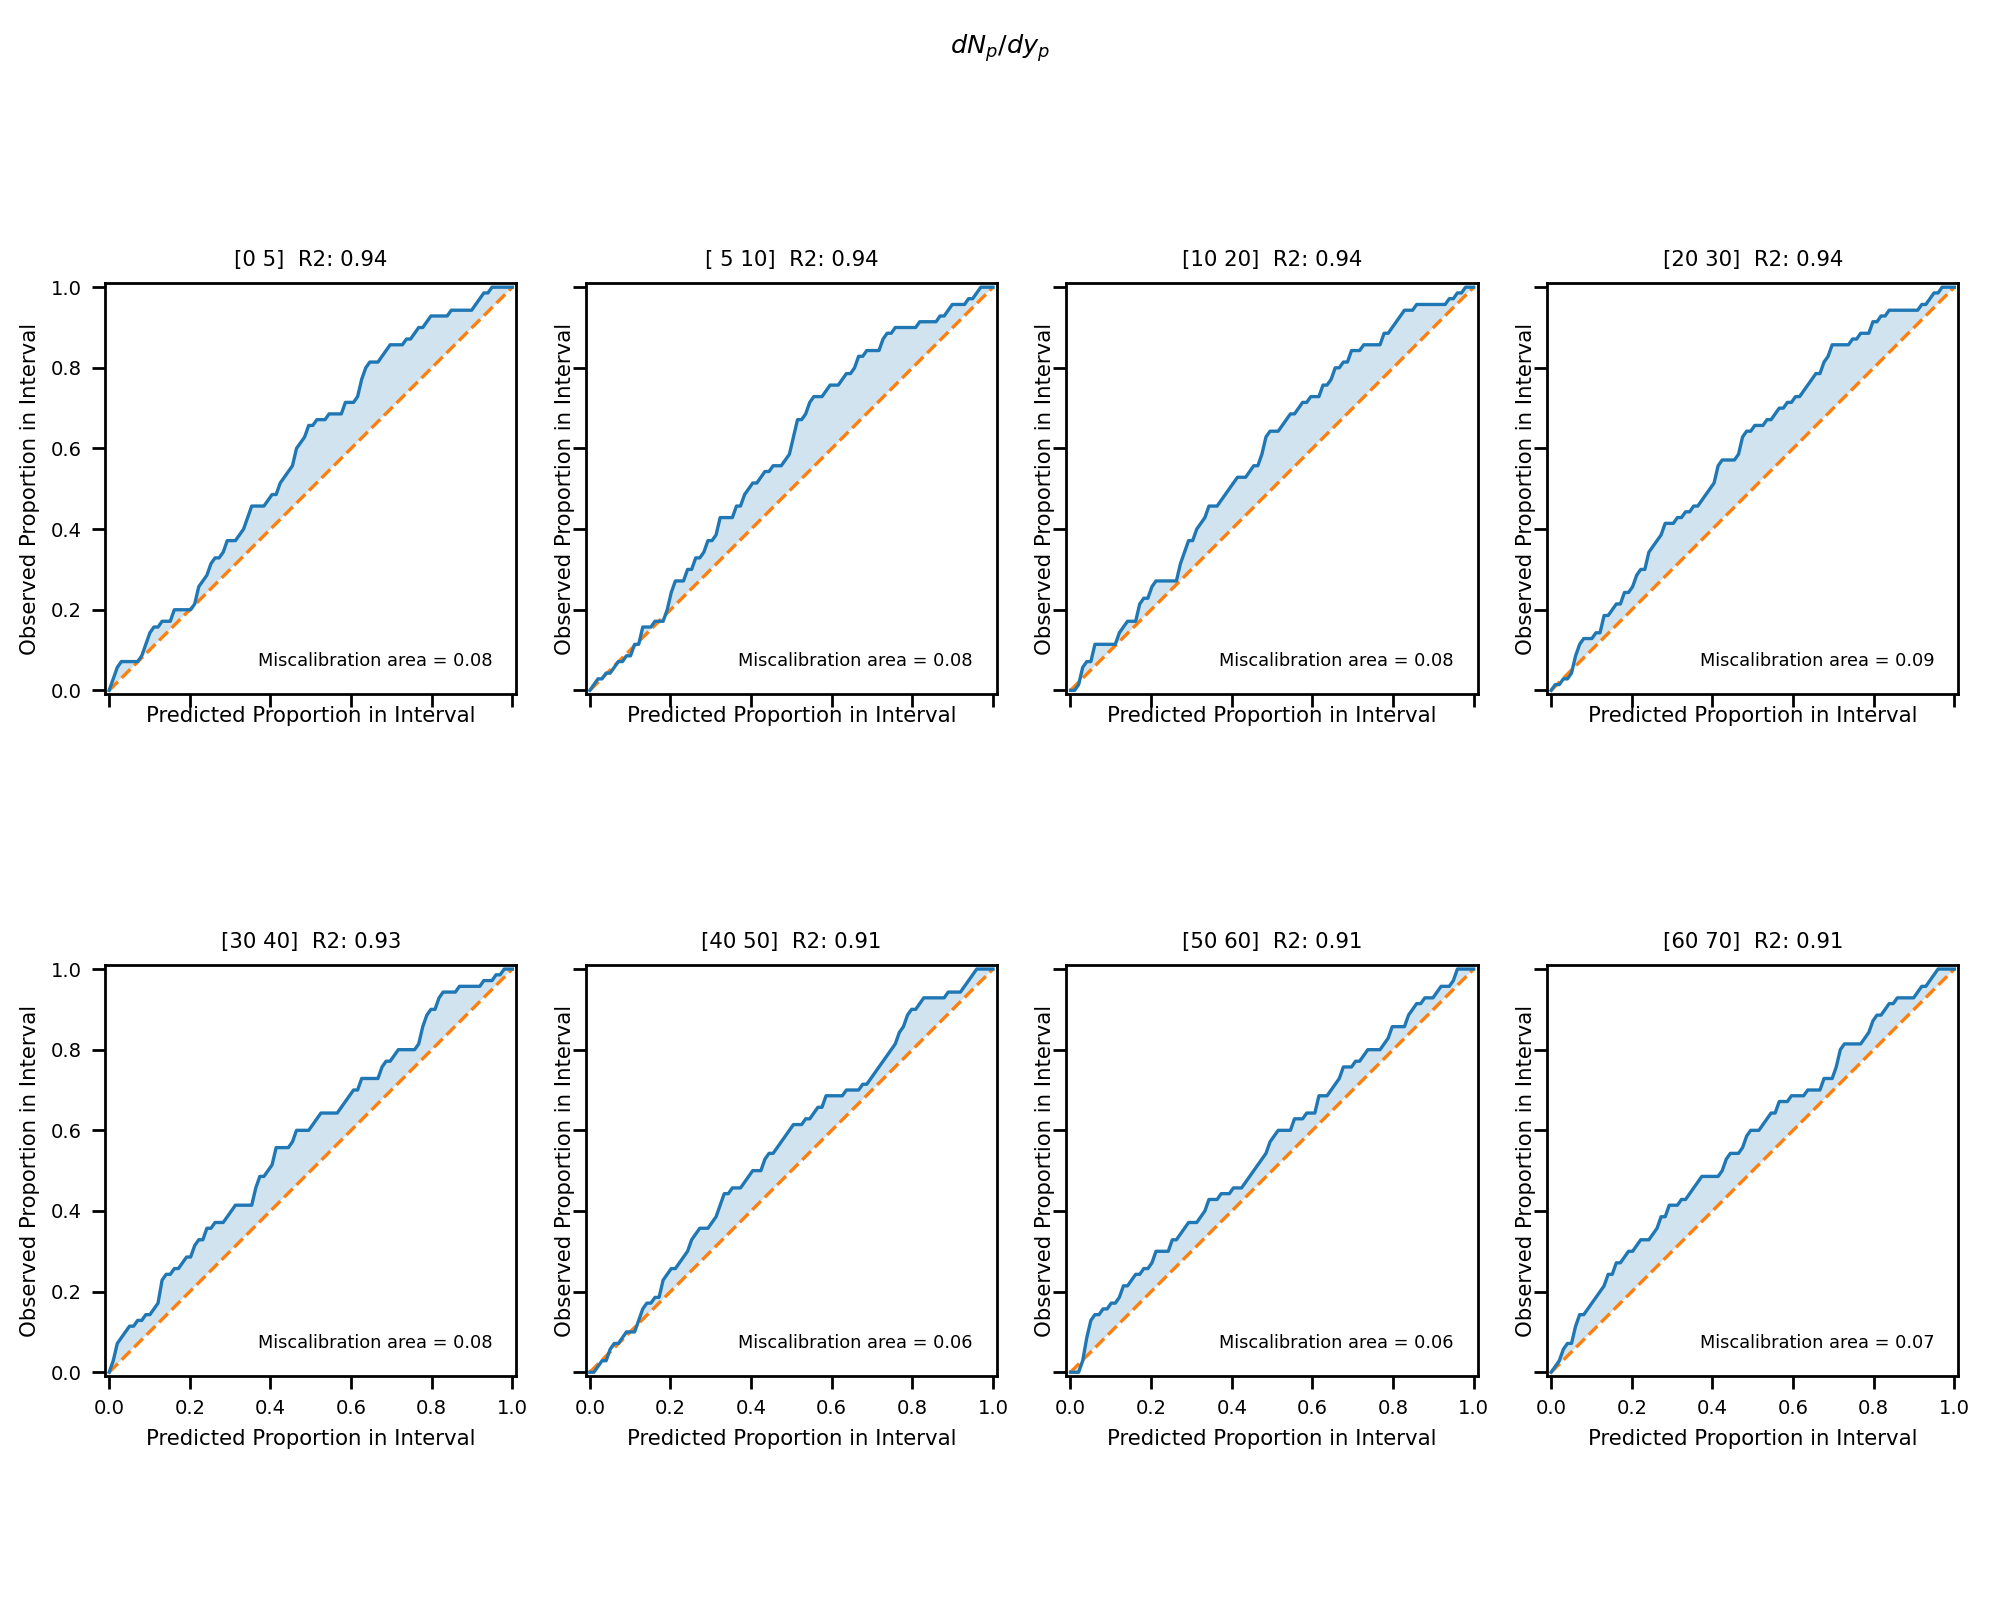 dNp/dyp
[0 5]  R2: 0.94
[ 5 10]  R2: 0.94
[10 20]  R2: 0.94
[20 30]  R2: 0.94
1.0
0.8
0.6
0.4
0.2
0.0
Observed Proportion in Interval
Observed Proportion in Interval
Observed Proportion in Interval
Observed Proportion in Interval
Miscalibration area = 0.08
Miscalibration area = 0.08
Miscalibration area = 0.08
Miscalibration area = 0.09
Predicted Proportion in Interval
Predicted Proportion in Interval
Predicted Proportion in Interval
Predicted Proportion in Interval
[30 40]  R2: 0.93
[40 50]  R2: 0.91
[50 60]  R2: 0.91
[60 70]  R2: 0.91
1.0
0.8
0.6
0.4
0.2
0.0
Observed Proportion in Interval
Observed Proportion in Interval
Observed Proportion in Interval
Observed Proportion in Interval
Miscalibration area = 0.08
Miscalibration area = 0.06
Miscalibration area = 0.06
Miscalibration area = 0.07
0.0 0.2 0.4 0.6 0.8 1.0
0.0 0.2 0.4 0.6 0.8 1.0
0.0 0.2 0.4 0.6 0.8 1.0
0.0 0.2 0.4 0.6 0.8 1.0
Predicted Proportion in Interval
Predicted Proportion in Interval
Predicted Proportion in Interval
Predicted Proportion in Interval